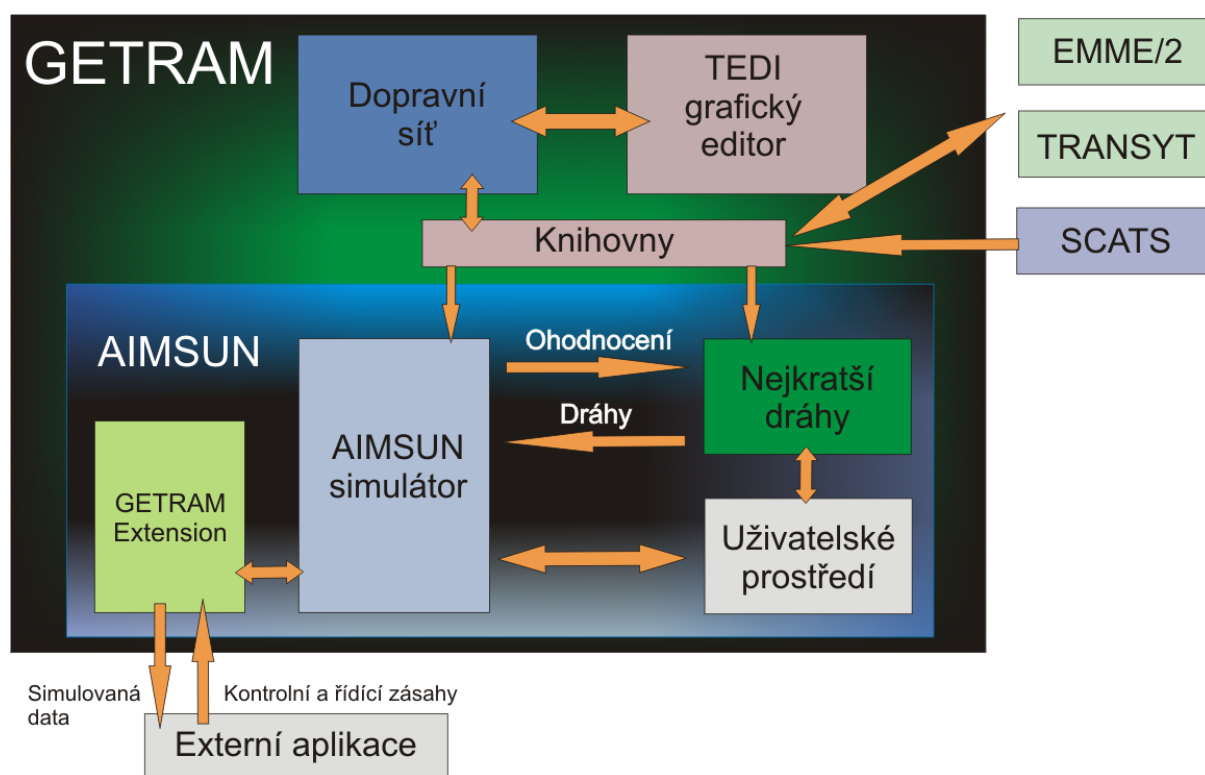 GETRAM
Dopravní
síť
TEDI
grafický
editor
EMME/2
TRANSYT
SCATS
Knihovny
AIMSUN
Ohodnocení
Dráhy
Nejkratší
dráhy
AIMSUN
simulátor
GETRAM
Extension
Uživatelské
prostředí
Simulovaná
data
Kontrolní a řídící zásahy
Externí aplikace